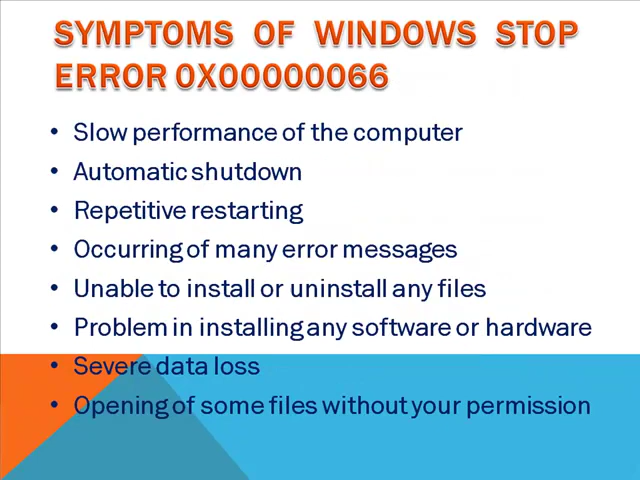 SYMPTOMS OF WINDOWS STOP
ERROR 0X00000066
• Slow performance of the computer
• Automatic shutdown
• Repetitive restarting
• Occurring of many error messages
• Unable to install or uninstall any files
• Problem in installing any software or hardware
• Severe data loss
• Opening of some files without your permission